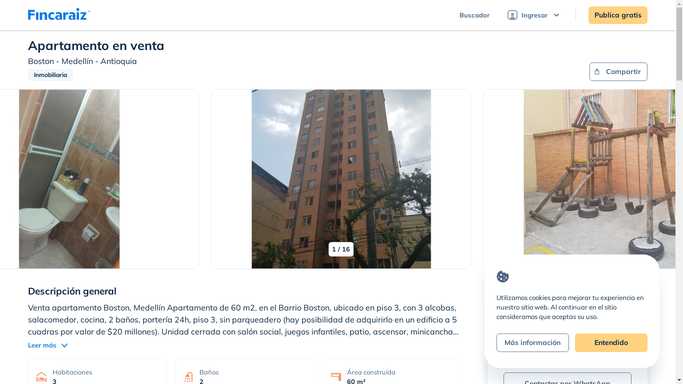 Fincaraiz
Buscador
Ingresar
Publica gratis
Apartamento en venta
Boston - Medellín - Antioquia
Inmobiliaria
Compartir
1 / 16
Descripción general
Venta apartamento Boston, Medellín Apartamento de 60 m2, en el Barrio Boston, ubicado en piso 3, con 3 alcobas,
salacomedor, cocina, 2 baños, portería 24h, piso 3, sin parqueadero (hay posibilidad de adquirirlo en un edificio a 5
cuadras por valor de $20 millones). Unidad cerrada con salón social, juegos infantiles, patio, ascensor, minicancha...
Leer más
Habitaciones
3
Baños
2
Área construida
60 m²
Utilizamos cookies para mejorar tu experiencia en
nuestro sitio web. Al continuar en el sitio
consideramos que aceptas su uso.
Más información
Entendido
Contactar por WhatsApp